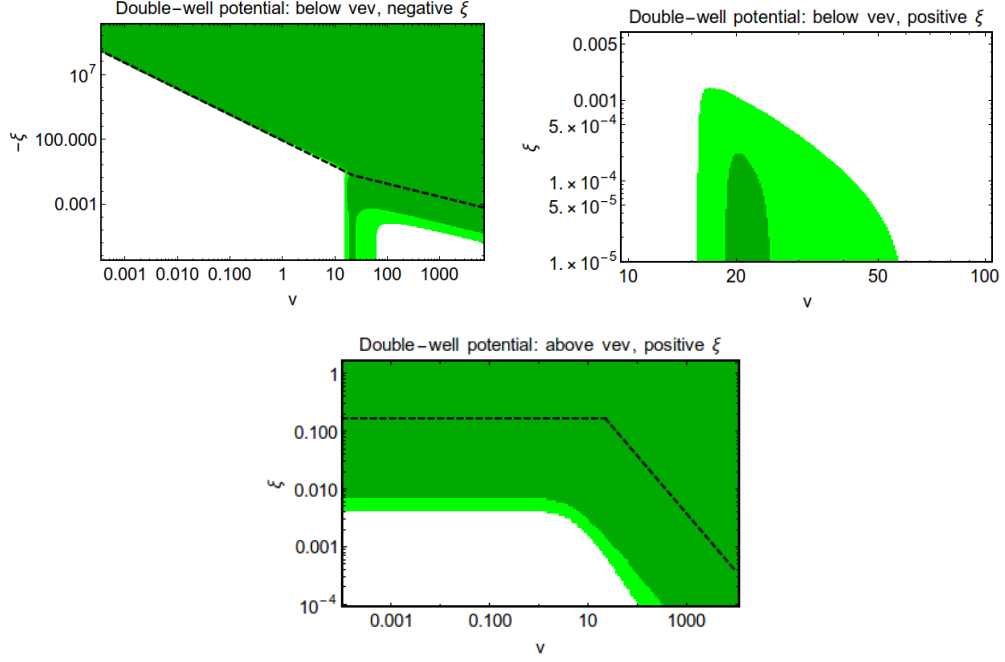 Double-well potential: below vev, negative ξ
10^7
100.000
0.001
-ξ
0.001 0.010 0.100 1 10 100 1000
v
Double-well potential: below vev, positive ξ
0.005
0.001
5.×10^-4
1.×10^-4
5.×10^-5
1.×10^-5
ξ
10 20 50 100
v
Double-well potential: above vev, positive ξ
1
0.100
0.010
0.001
10^-4
ξ
0.001 0.100 10 1000
v